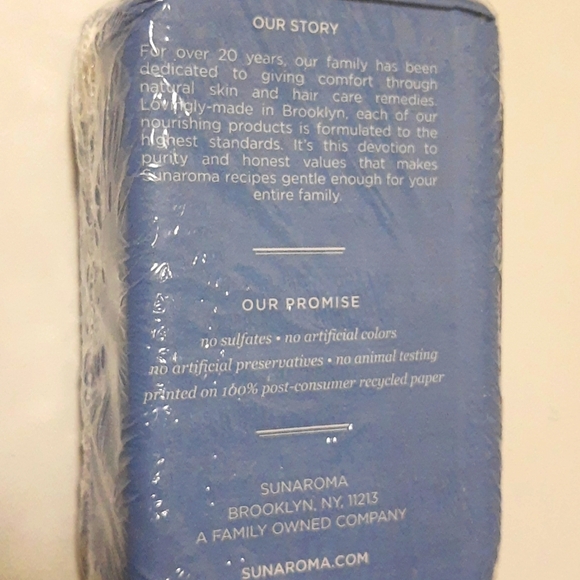 OUR STORY
For over 20 years, our family has been
dedicated to giving comfort through
natural skin and hair care remedies.
Lovingly-made in Brooklyn, each of our
nourishing products is formulated to the
highest standards. It's this devotion to
purity and honest values that makes
Sunaroma recipes gentle enough for your
entire family.
OUR PROMISE
no sulfates • no artificial colors
no artificial preservatives • no animal testing
printed on 100% post-consumer recycled paper
SUNAROMA
BROOKLYN, NY, 11213
A FAMILY OWNED COMPANY
SUNAROMA.COM